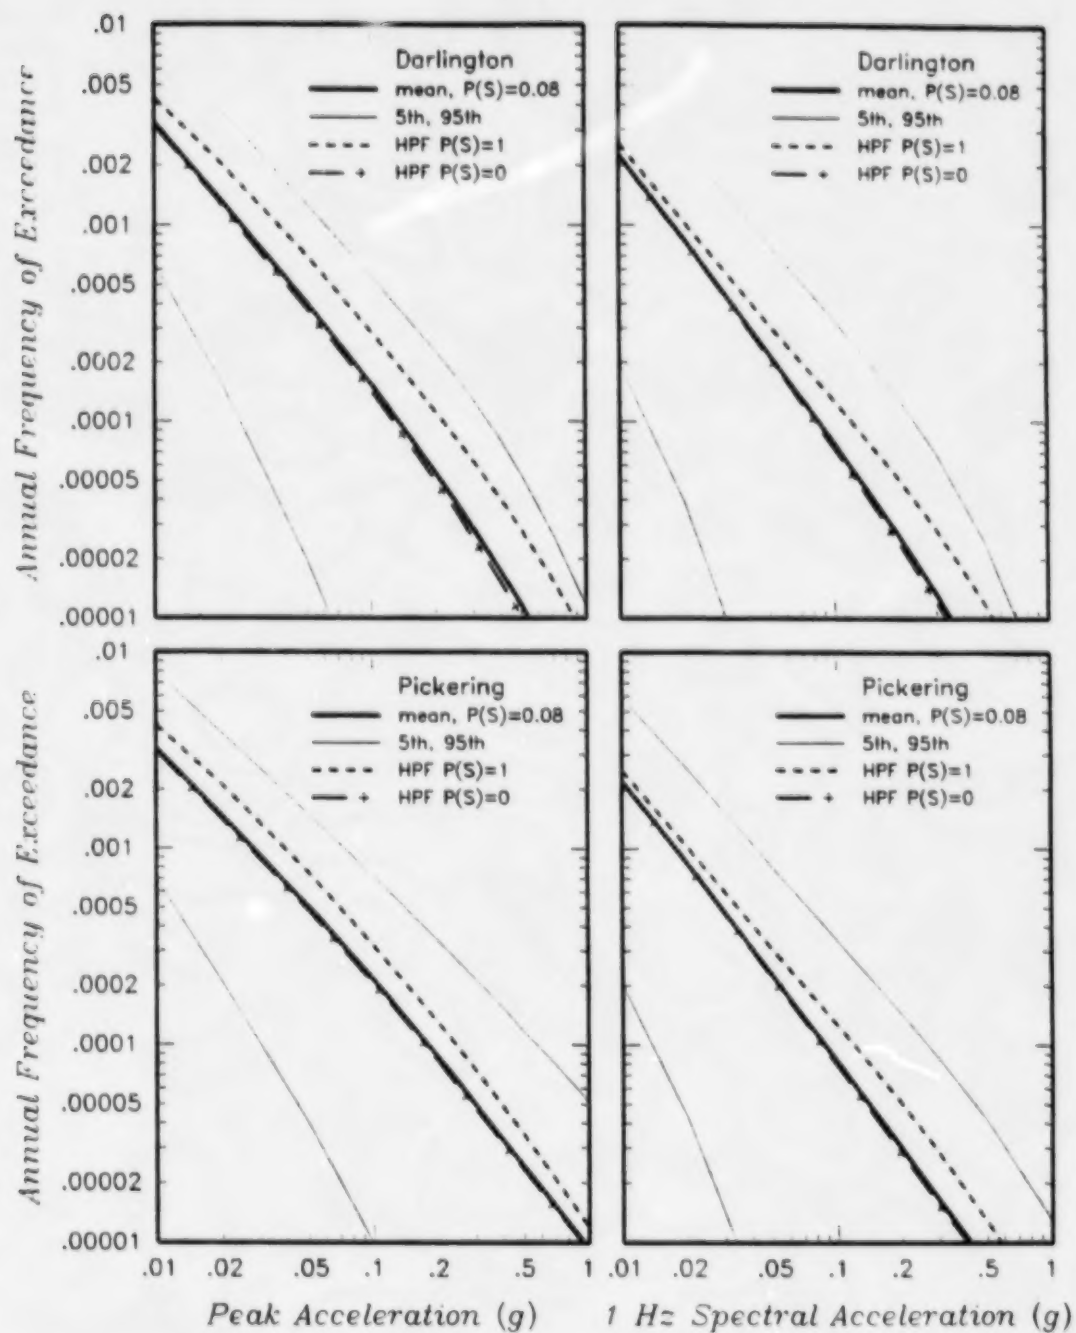 .01
.005
.002
.001
.0005
.0002
.0001
.00005
.00002
.00001
Annual Frequency of Exceedance
Darlington
mean, P(S)=0.08
5th, 95th
HPF P(S)=1
HPF P(S)=0
Darlington
mean, P(S)=0.08
5th, 95th
HPF P(S)=1
HPF P(S)=0
.01
.005
.002
.001
.0005
.0002
.0001
.00005
.00002
.00001
Annual Frequency of Exceedance
Pickering
mean, P(S)=0.08
5th, 95th
HPF P(S)=1
HPF P(S)=0
Pickering
mean, P(S)=0.08
5th, 95th
HPF P(S)=1
HPF P(S)=0
.01 .02 .05 .1 .2 .5 1
.01 .02 .05 .1 .2 .5 1
Peak Acceleration (g)
1 Hz Spectral Acceleration (g)